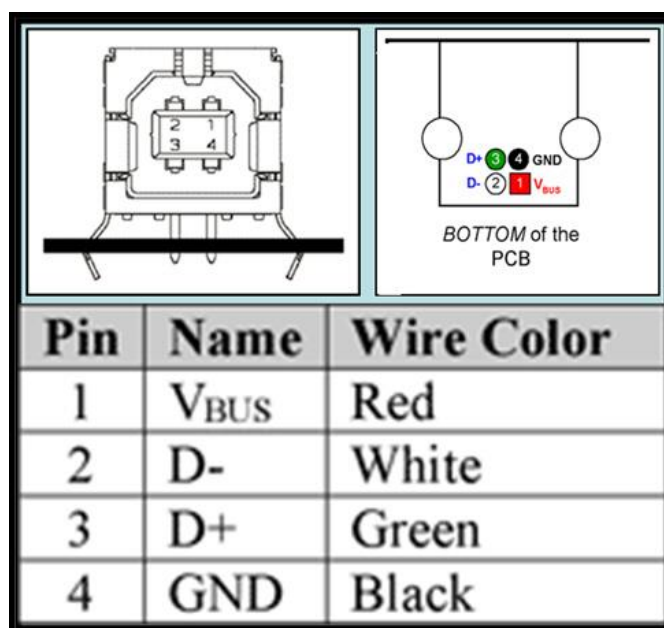 2 1
3 4
D+ 3 4 GND
D- 2 1 VBUS
BOTTOM of the
PCB
Pin Name Wire Color
1 VBUS Red
2 D- White
3 D+ Green
4 GND Black